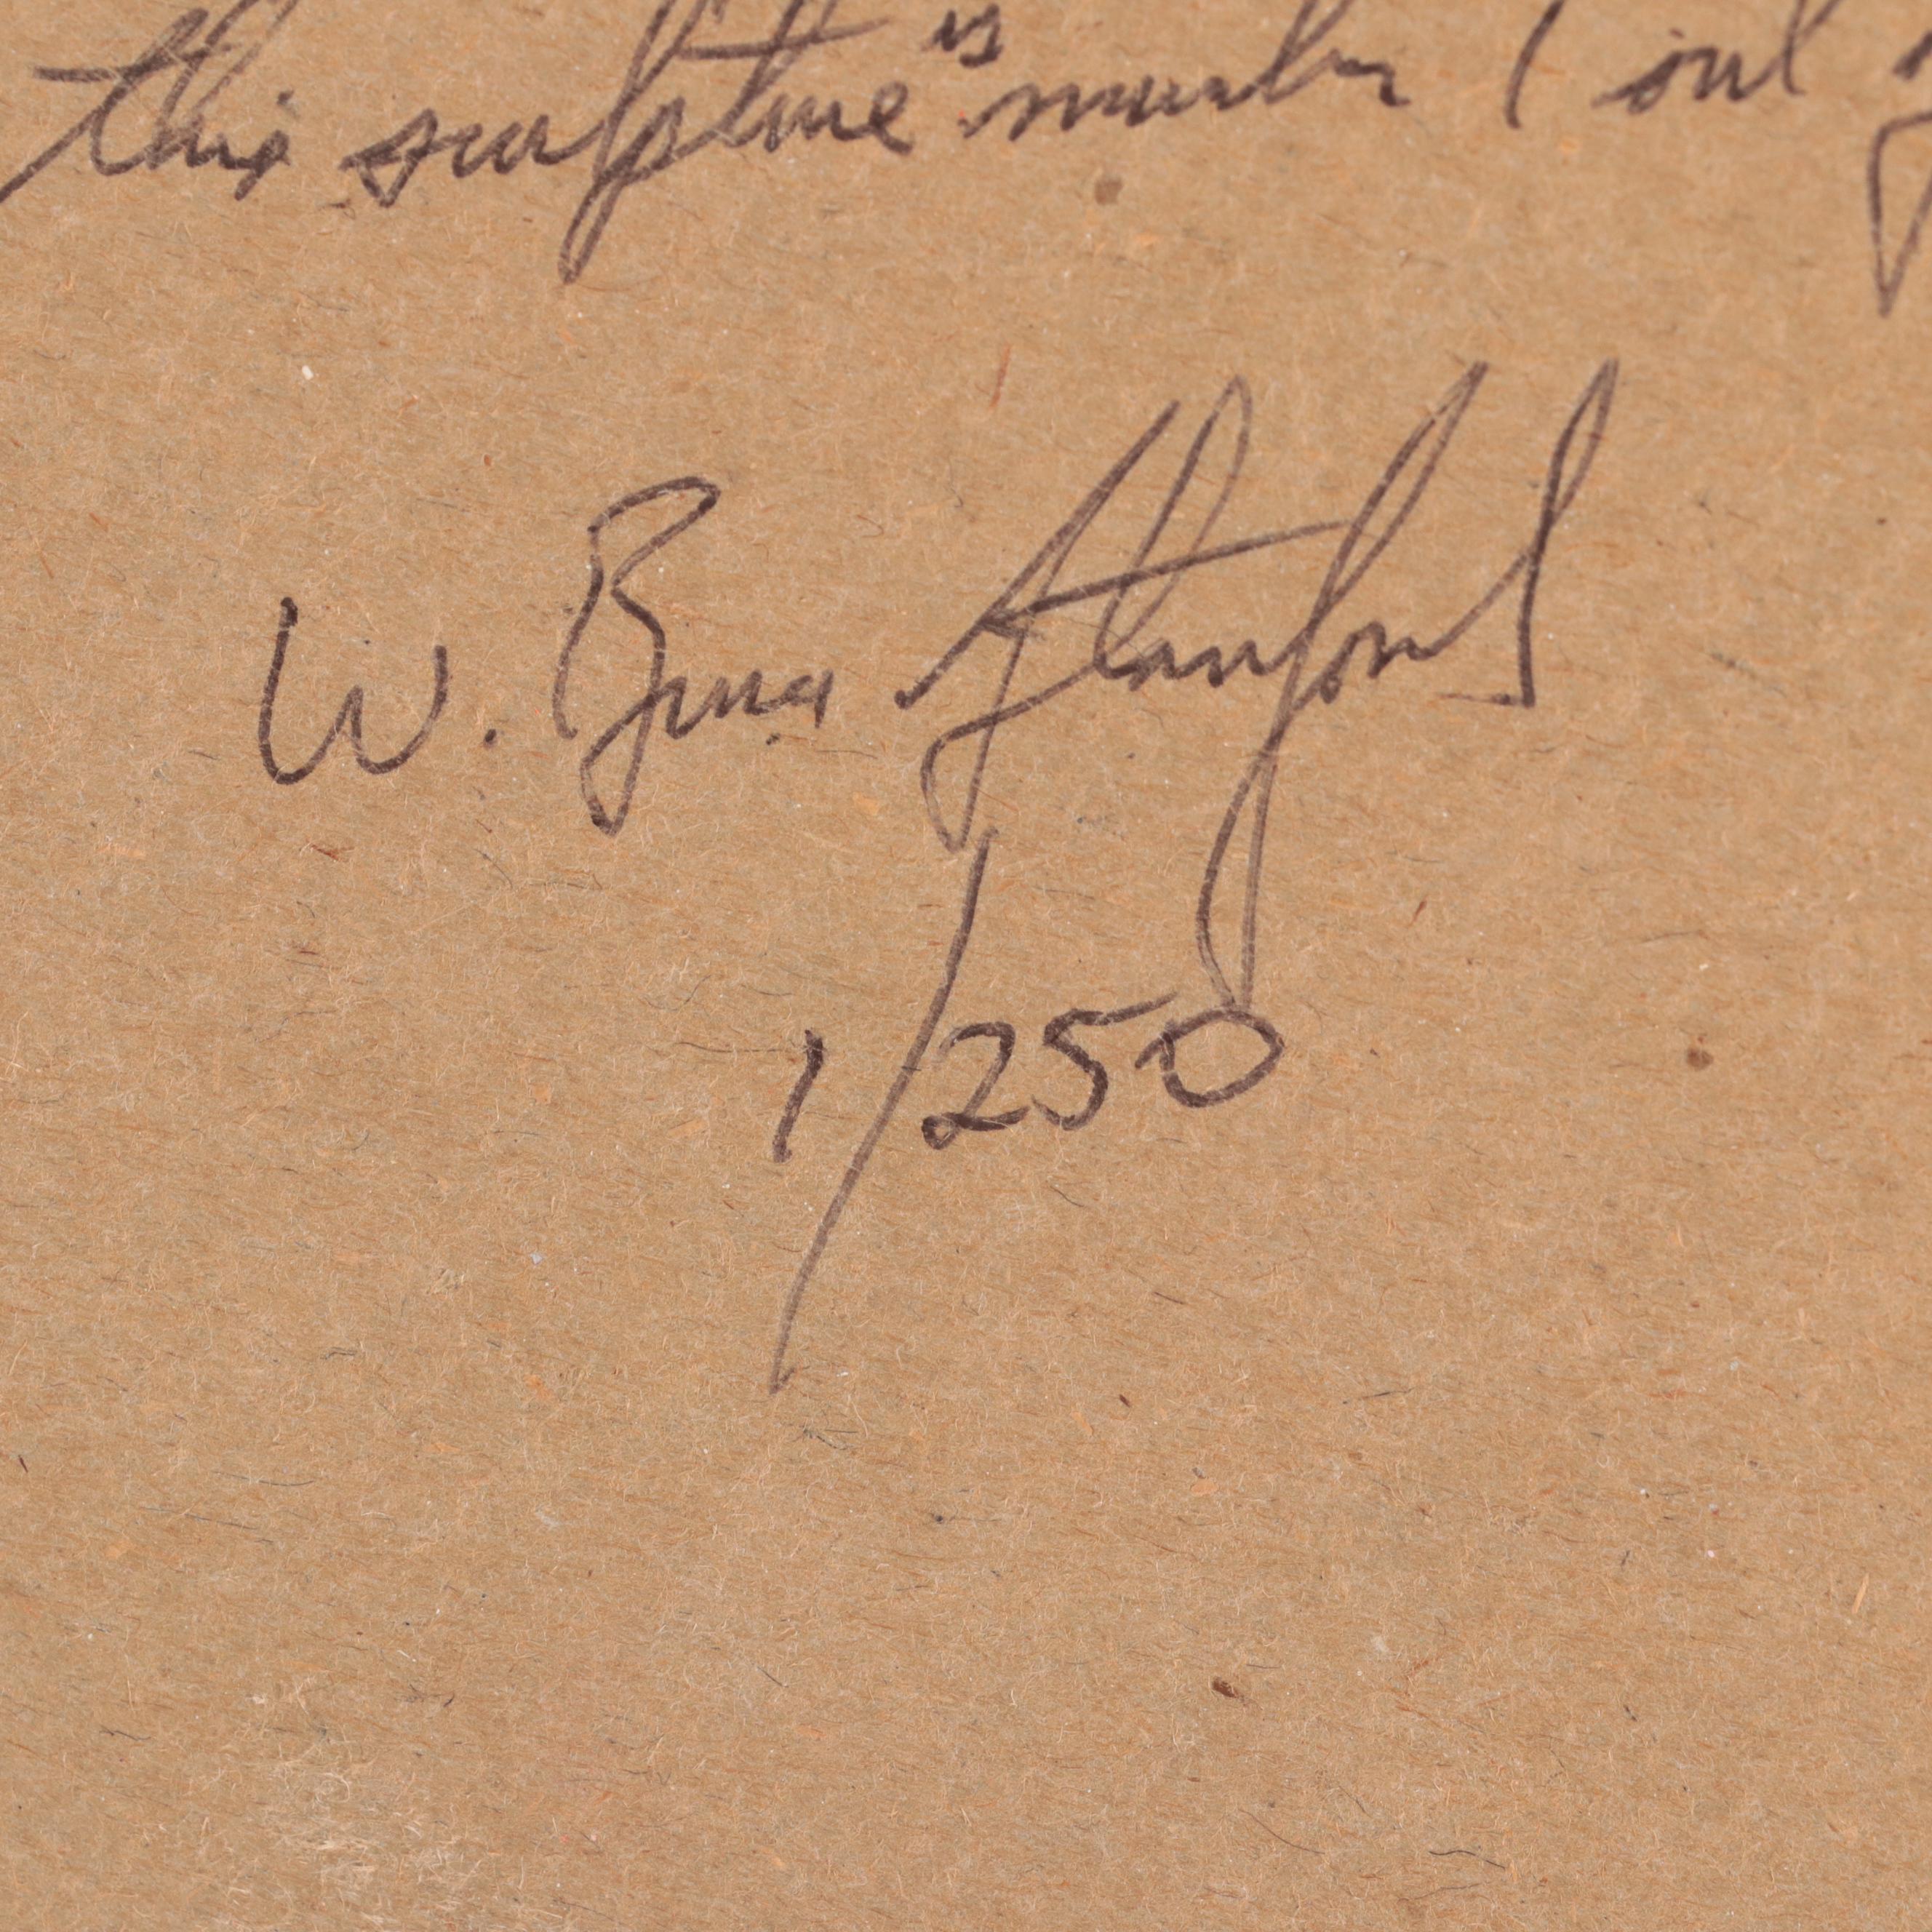 this sculpture is number 1 out
W. Bruce Stanford
1/250